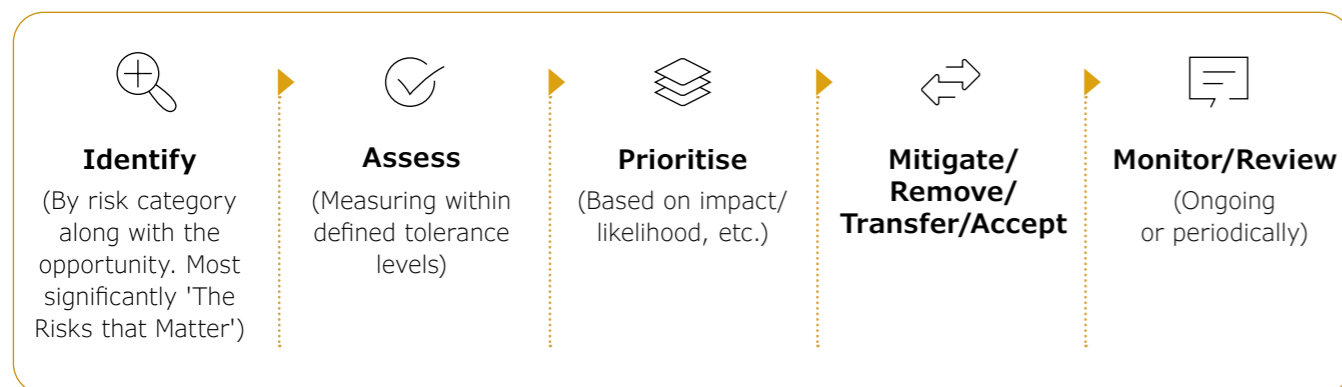 Identify
(By risk category
along with the
opportunity. Most
significantly 'The
Risks that Matter')
Assess
(Measuring within
defined tolerance
levels)
Prioritise
(Based on impact/
likelihood, etc.)
Mitigate/
Remove/
Transfer/Accept
Monitor/Review
(Ongoing
or periodically)